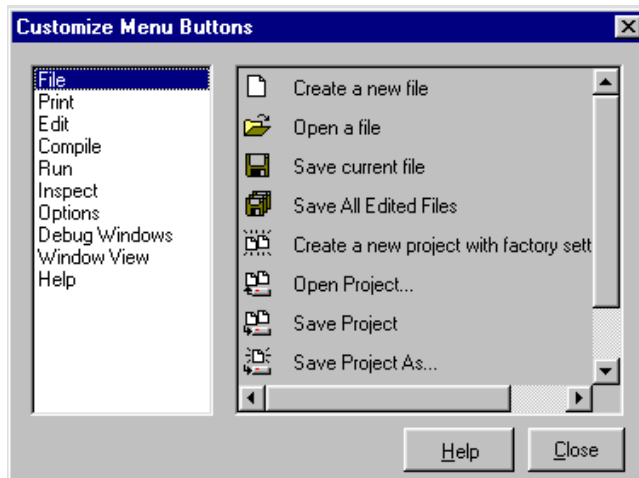 Customize Menu Buttons
File
Print
Edit
Compile
Run
Inspect
Options
Debug Windows
Window View
Help
Create a new file
Open a file
Save current file
Save All Edited Files
Create a new project with factory sett
Open Project...
Save Project
Save Project As...
Help
Close